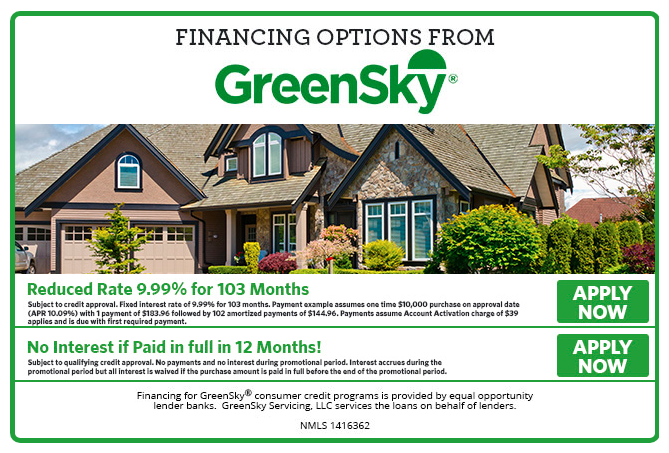 FINANCING OPTIONS FROM
GreenSky®
Reduced Rate 9.99% for 103 Months
Subject to credit approval. Fixed interest rate of 9.99% for 103 months. Payment example assumes one time $10,000 purchase on approval date
(APR 10.09%) with 1 payment of $183.96 followed by 102 amortized payments of $144.96. Payments assume Account Activation charge of $39
applies and is due with first required payment.
APPLY
NOW
No Interest if Paid in full in 12 Months!
Subject to qualifying credit approval. No payments and no interest during promotional period. Interest accrues during the
promotional period but all interest is waived if the purchase amount is paid in full before the end of the promotional period.
APPLY
NOW
Financing for GreenSky® consumer credit programs is provided by equal opportunity
lender banks. GreenSky Servicing, LLC services the loans on behalf of lenders.
NMLS 1416362